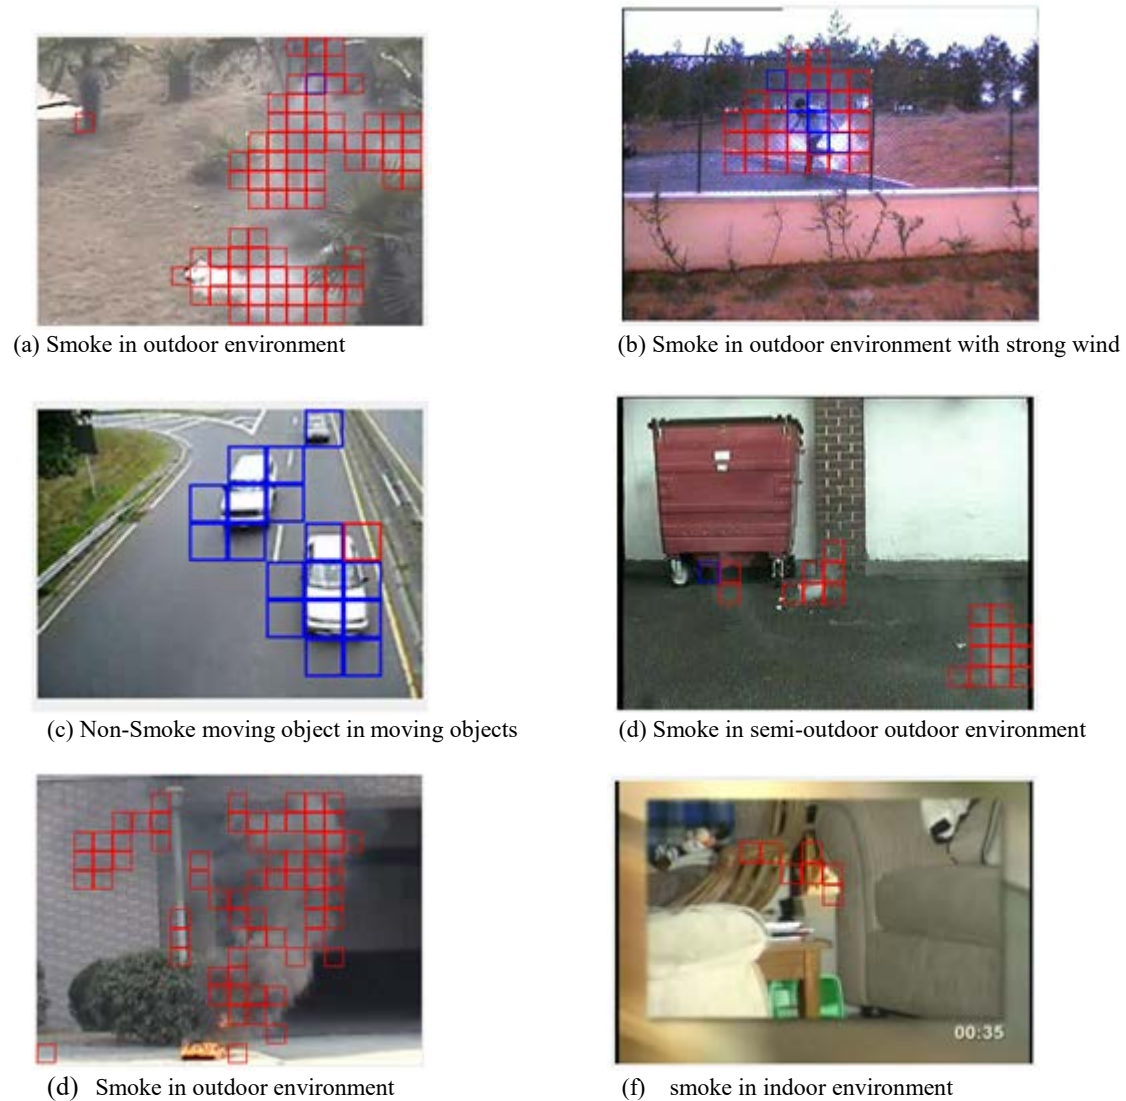 (a) Smoke in outdoor environment
(b) Smoke in outdoor environment with strong wind
(c) Non-Smoke moving object in moving objects
(d) Smoke in semi-outdoor outdoor environment
00:35
(d) Smoke in outdoor environment
(f) smoke in indoor environment